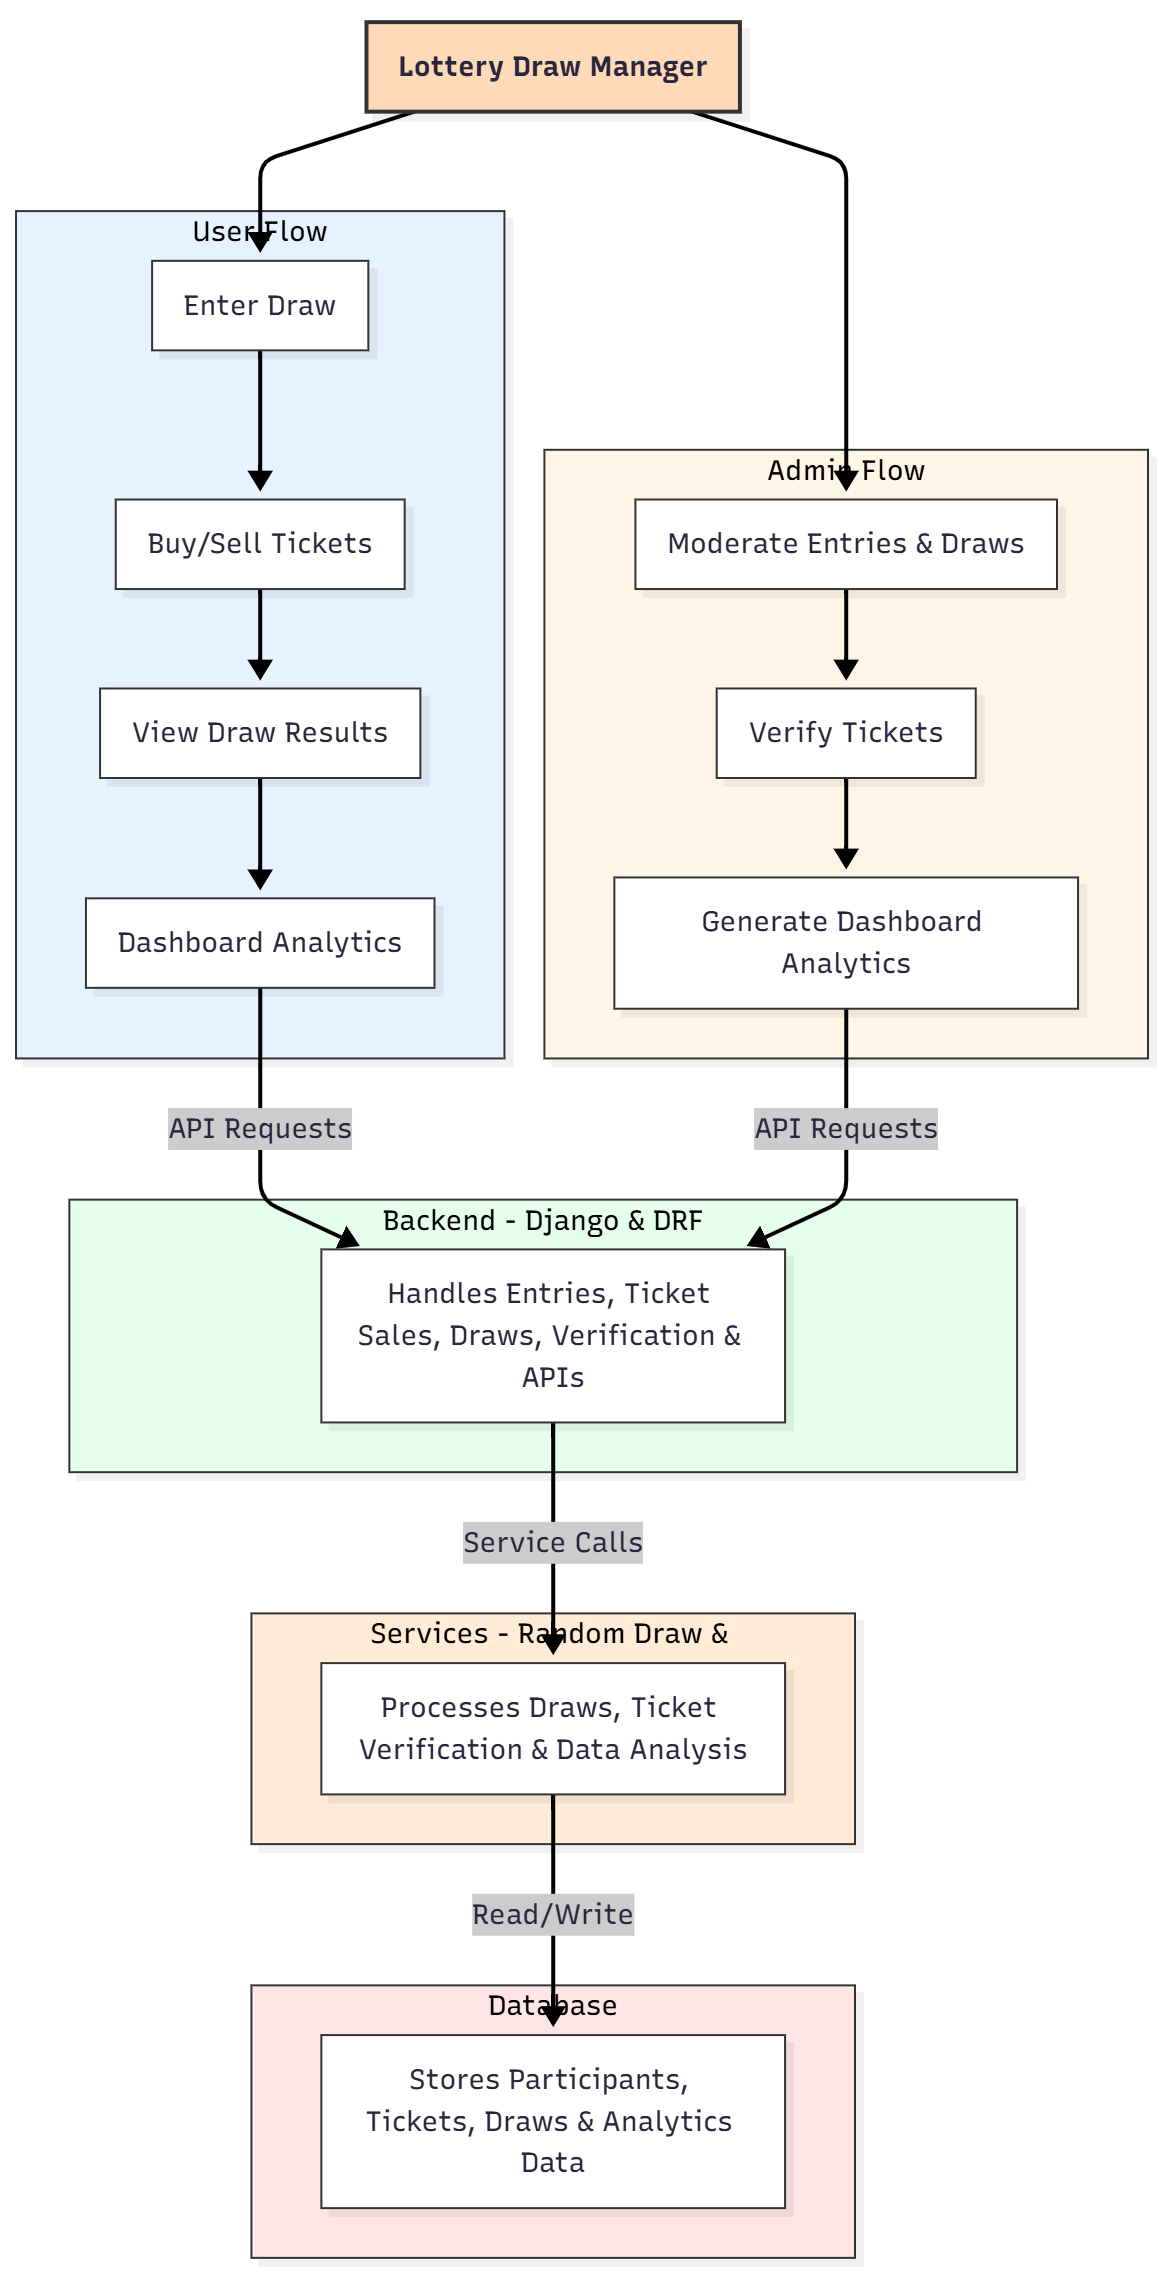 Lottery Draw Manager
User Flow
Enter Draw
Buy/Sell Tickets
View Draw Results
Dashboard Analytics
Admin Flow
Moderate Entries & Draws
Verify Tickets
Generate Dashboard
Analytics
API Requests
API Requests
Backend - Django & DRF
Handles Entries, Ticket
Sales, Draws, Verification &
APIs
Service Calls
Services - Random Draw &
Processes Draws, Ticket
Verification & Data Analysis
Read/Write
Database
Stores Participants,
Tickets, Draws & Analytics
Data